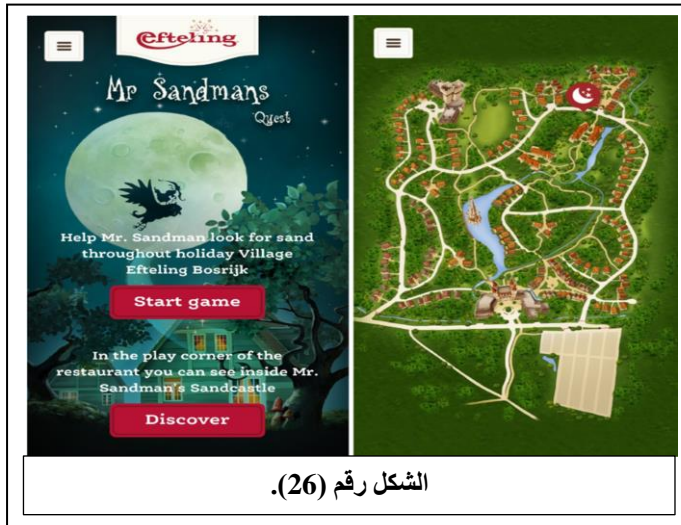 Efteling
Mr Sandmans
Quest
Help Mr. Sandman look for sand
throughout holiday Village
Efteling Bosrijk
Start game
In the play corner of the
restaurant you can see inside Mr.
Sandman's Sandcastle
Discover
الشكل رقم (26).